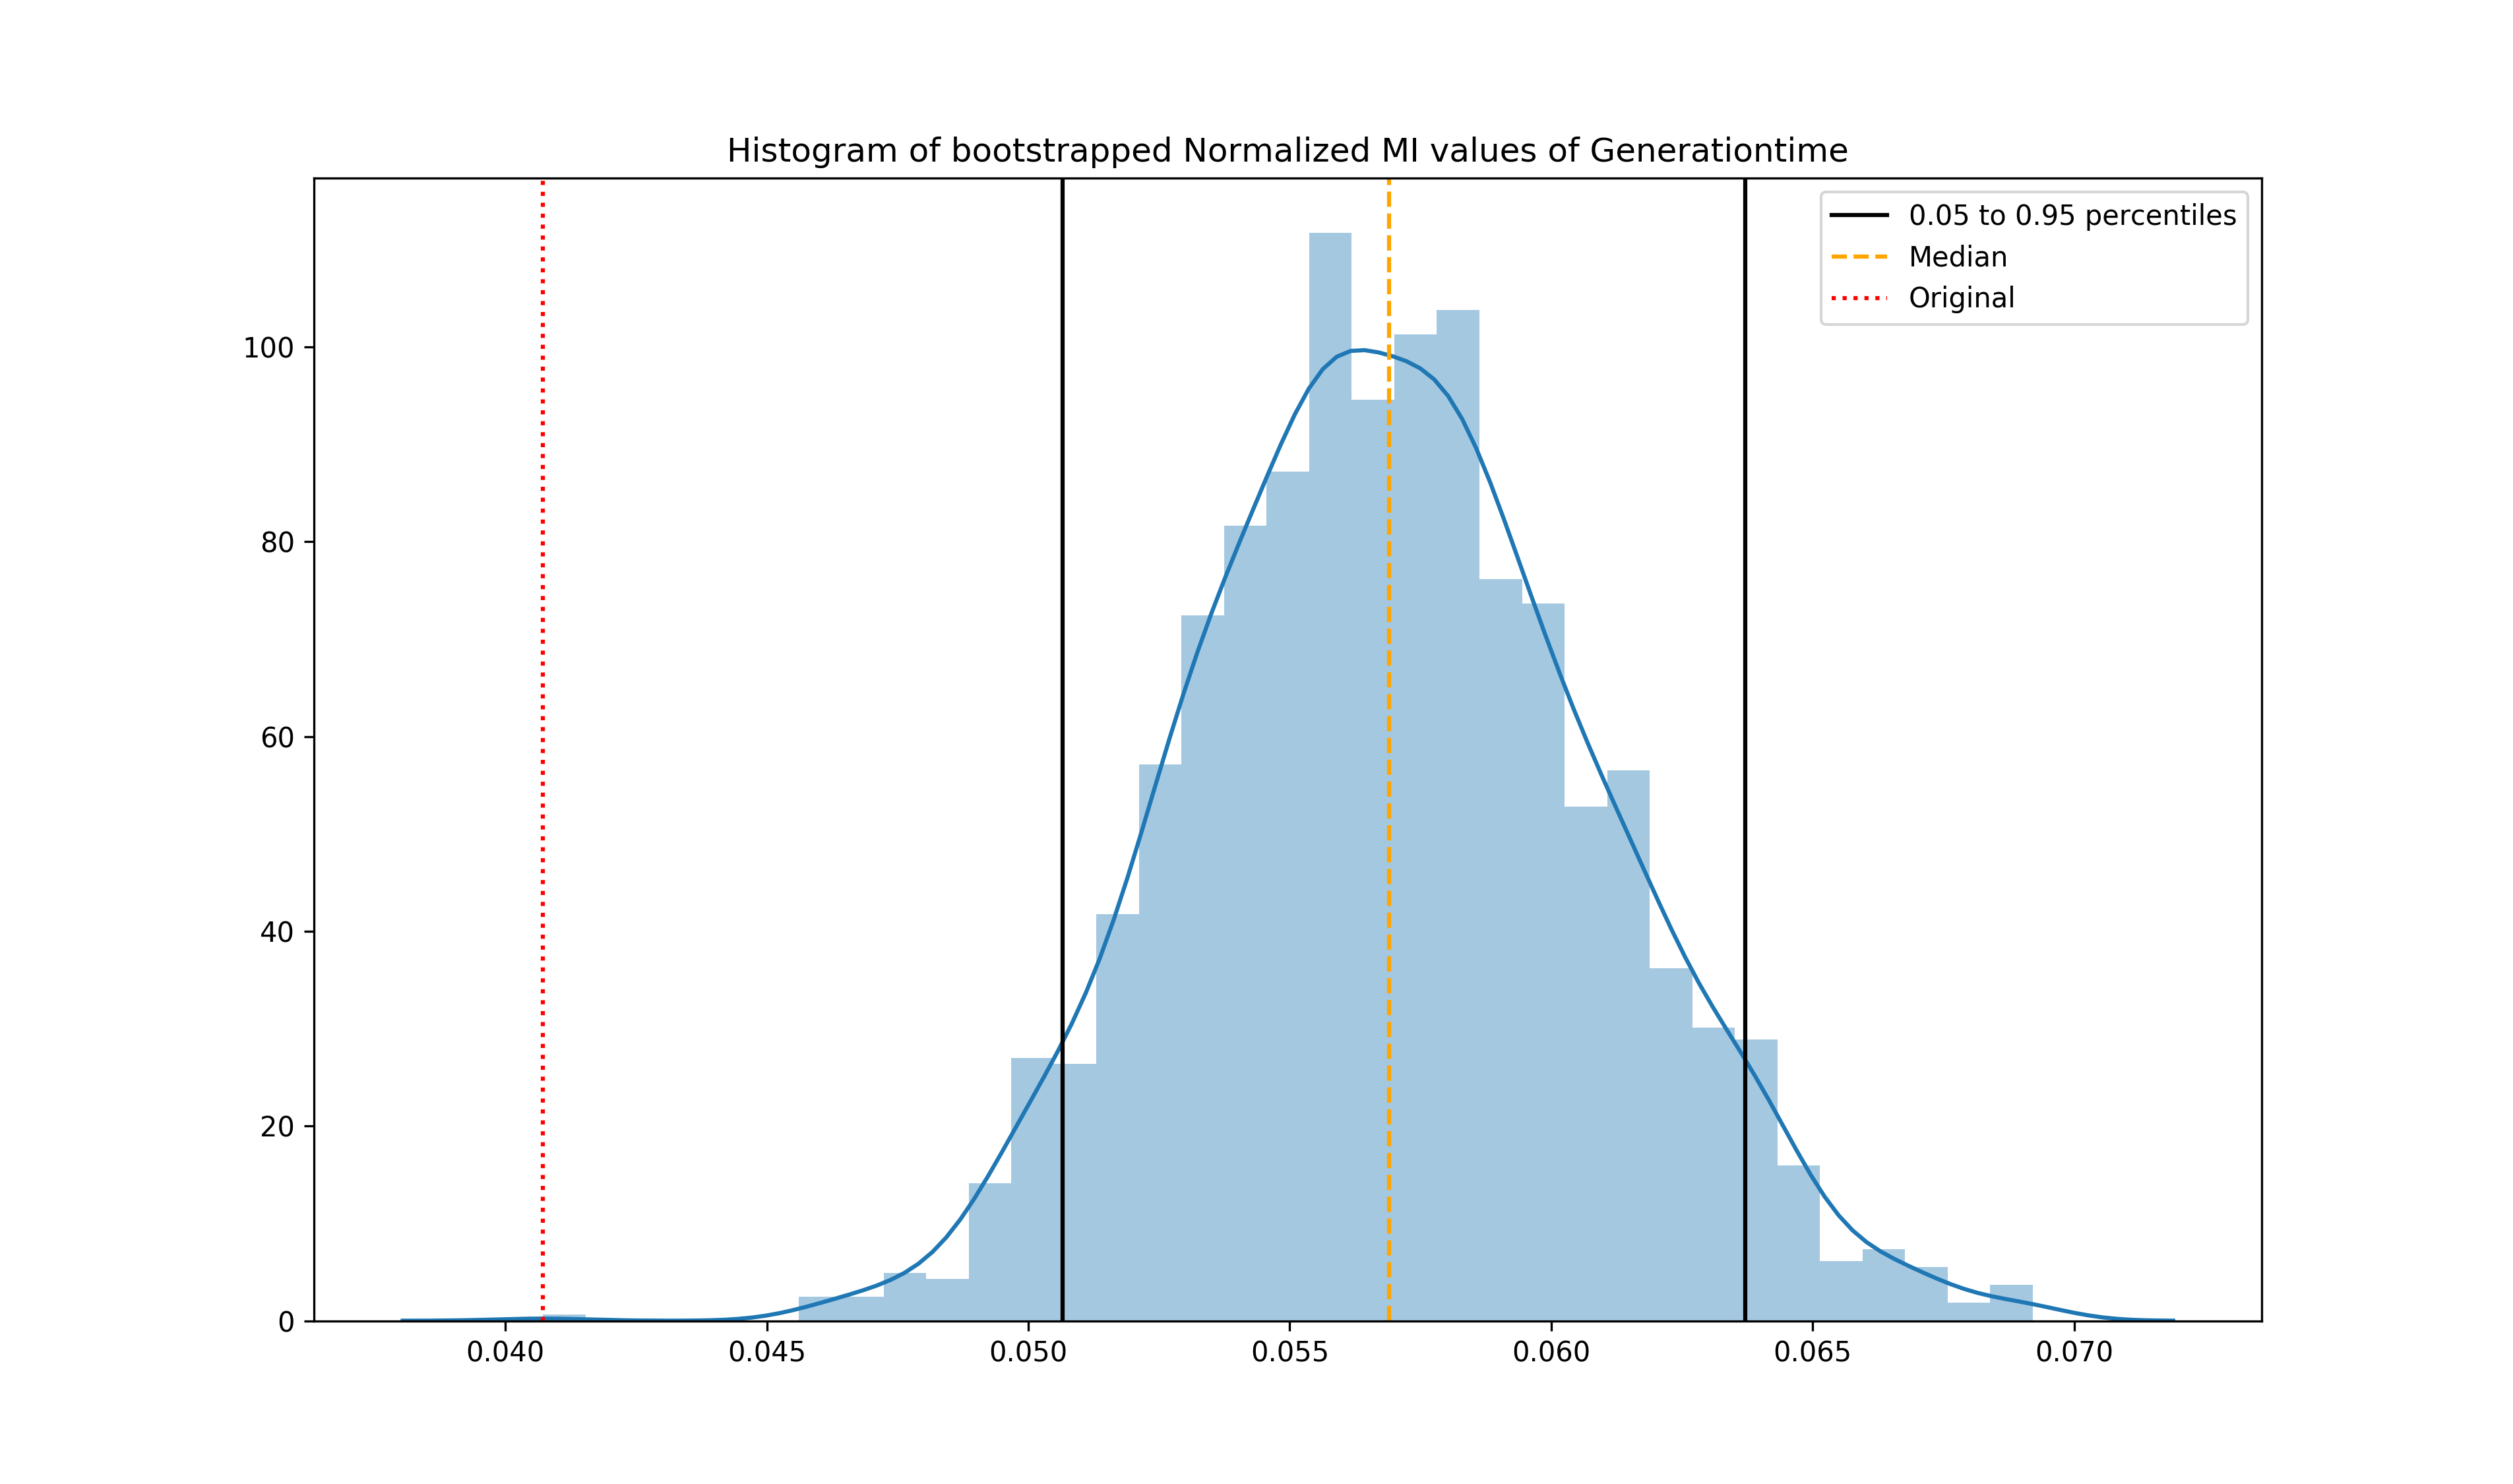 Histogram of bootstrapped Normalized MI values of Generationtime
0.05 to 0.95 percentiles
Median
Original
100
80
60
40
20
0
0.040 0.045 0.050 0.055 0.060 0.065 0.070